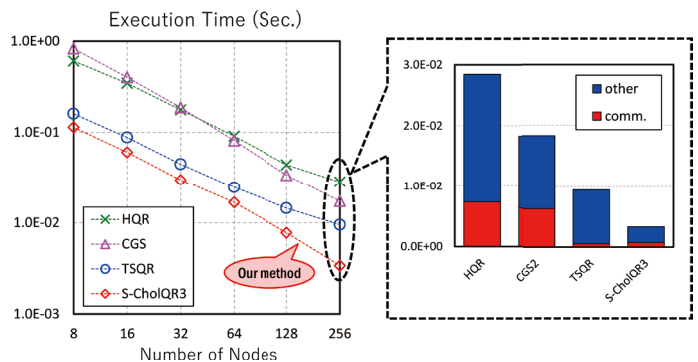 Execution Time (Sec.)
1.0E+00
1.0E-01
1.0E-02
1.0E-03
HQR
CGS
TSQR
S-CholQR3
Our method
8 16 32 64 128 256
Number of Nodes
3.0E-02
2.0E-02
1.0E-02
0.0E+00
other
comm.
HQR
CGS2
TSQR
S-CholQR3